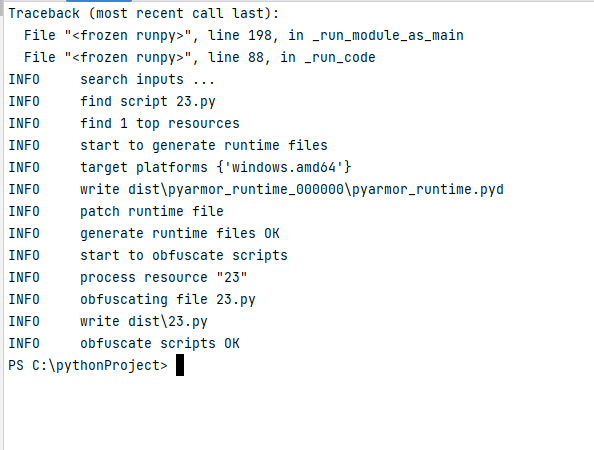 Traceback (most recent call last):
  File "<frozen runpy>", line 198, in _run_module_as_main
  File "<frozen runpy>", line 88, in _run_code
INFO     search inputs ...
INFO     find script 23.py
INFO     find 1 top resources
INFO     start to generate runtime files
INFO     target platforms {'windows.amd64'}
INFO     write dist\pyarmor_runtime_000000\pyarmor_runtime.pyd
INFO     patch runtime file
INFO     generate runtime files OK
INFO     start to obfuscate scripts
INFO     process resource "23"
INFO     obfuscating file 23.py
INFO     write dist\23.py
INFO     obfuscate scripts OK
PS C:\pythonProject>